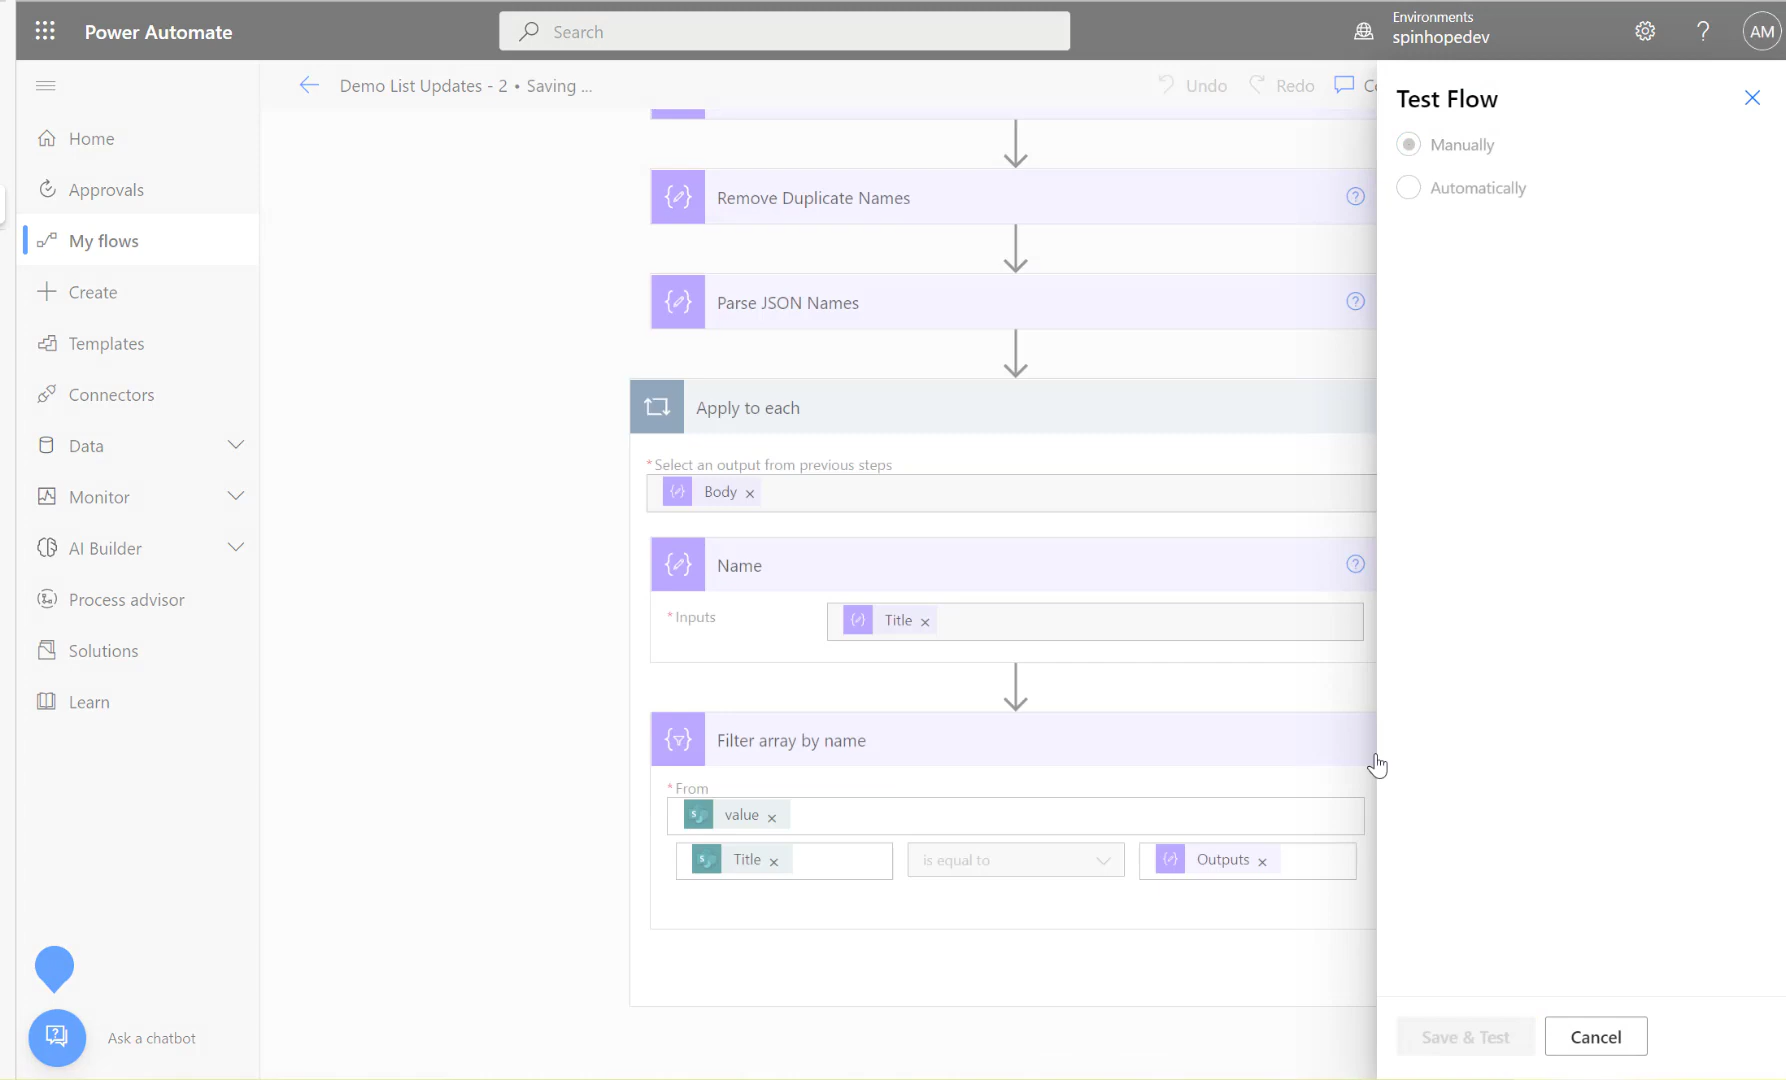 Power Automate
Search
Environments
spinhopedev
AM
Demo List Updates - 2 • Saving ...
Undo
Redo
Test Flow
Manually
Automatically
Home
Approvals
My flows
Create
Templates
Connectors
Data
Monitor
AI Builder
Process advisor
Solutions
Learn
Ask a chatbot
Remove Duplicate Names
Parse JSON Names
Apply to each
* Select an output from previous steps
Body
Name
* Inputs
Title
Filter array by name
* From
value
Title
is equal to
Outputs
Save & Test
Cancel